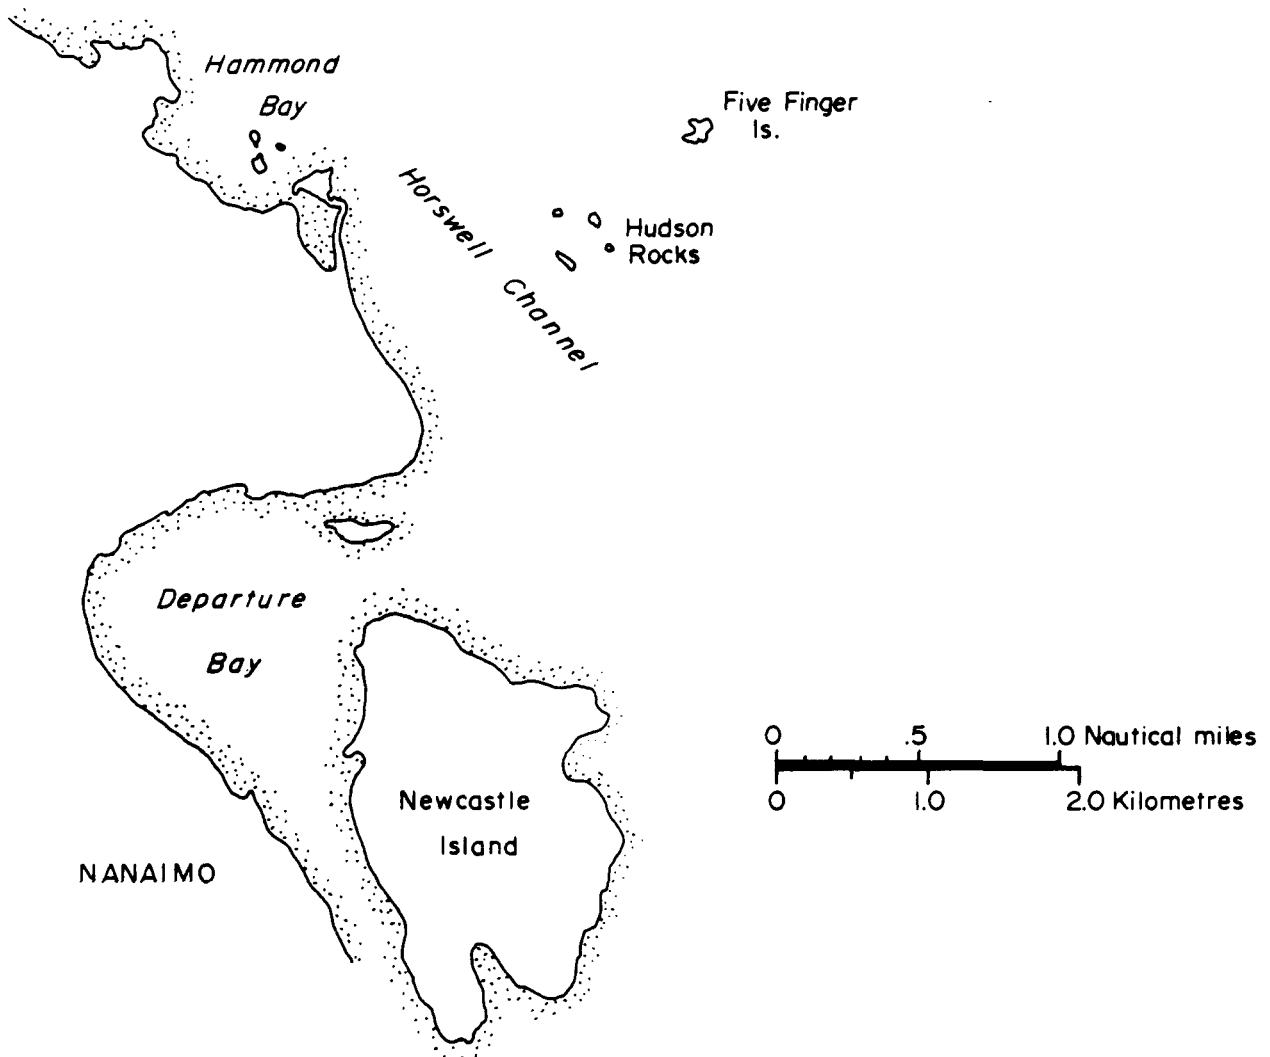 Hammond
Bay
Five Finger
Is.
Horswell Channel
Hudson
Rocks
Departure
Bay
Newcastle
Island
NANAIMO
0 .5 1.0 Nautical miles
0 1.0 2.0 Kilometres